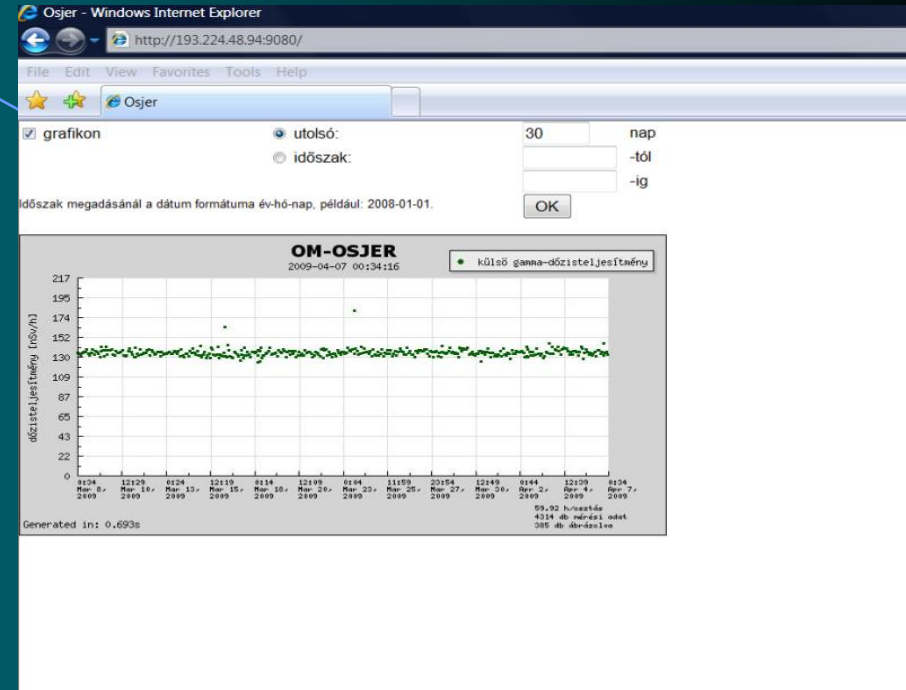 Osjer - Windows Internet Explorer
http://193.224.48.94:9080/
File Edit View Favorites Tools Help
Osjer
grafikon utolsó: 30 nap
időszak: -tól
-ig
Időszak megadásánál a dátum formátuma év-hó-nap, például: 2008-01-01. OK
OM-OSJER
2009-04-07 00:34:16
külsö gamma-dózisteljesítmény
dózisteljesítmény [nSv/h]
217
195
174
152
130
109
87
65
43
22
0
0:34 12:29 0:24 12:19 0:14 12:09 0:04 11:59 23:54 12:49 0:44 12:39 0:34
Mar 8, Mar 10, Mar 13, Mar 15, Mar 18, Mar 20, Mar 23, Mar 25, Mar 27, Mar 30, Apr 2, Apr 4, Apr 7,
2009 2009 2009 2009 2009 2009 2009 2009 2009 2009 2009 2009 2009
59.92 h/osztás
4314 db mérési adat
385 db ábrázolva
Generated in: 0.693s